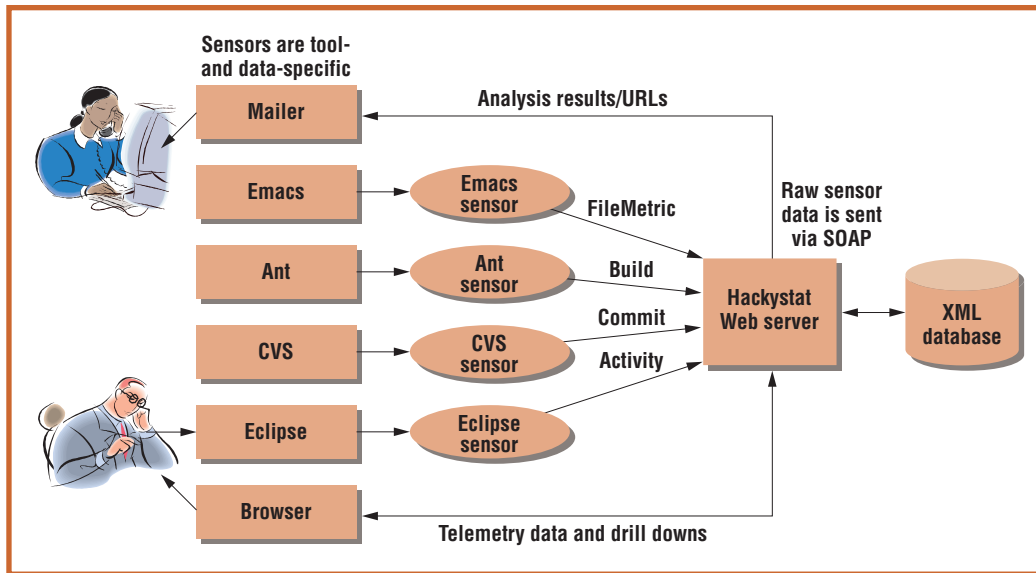 Sensors are tool-
and data-specific
Mailer
Analysis results/URLs
Emacs
Emacs
sensor
FileMetric
Raw sensor
data is sent
via SOAP
Ant
Ant
sensor
Build
Hackystat
Web server
XML
database
CVS
CVS
sensor
Commit
Activity
Eclipse
Eclipse
sensor
Browser
Telemetry data and drill downs